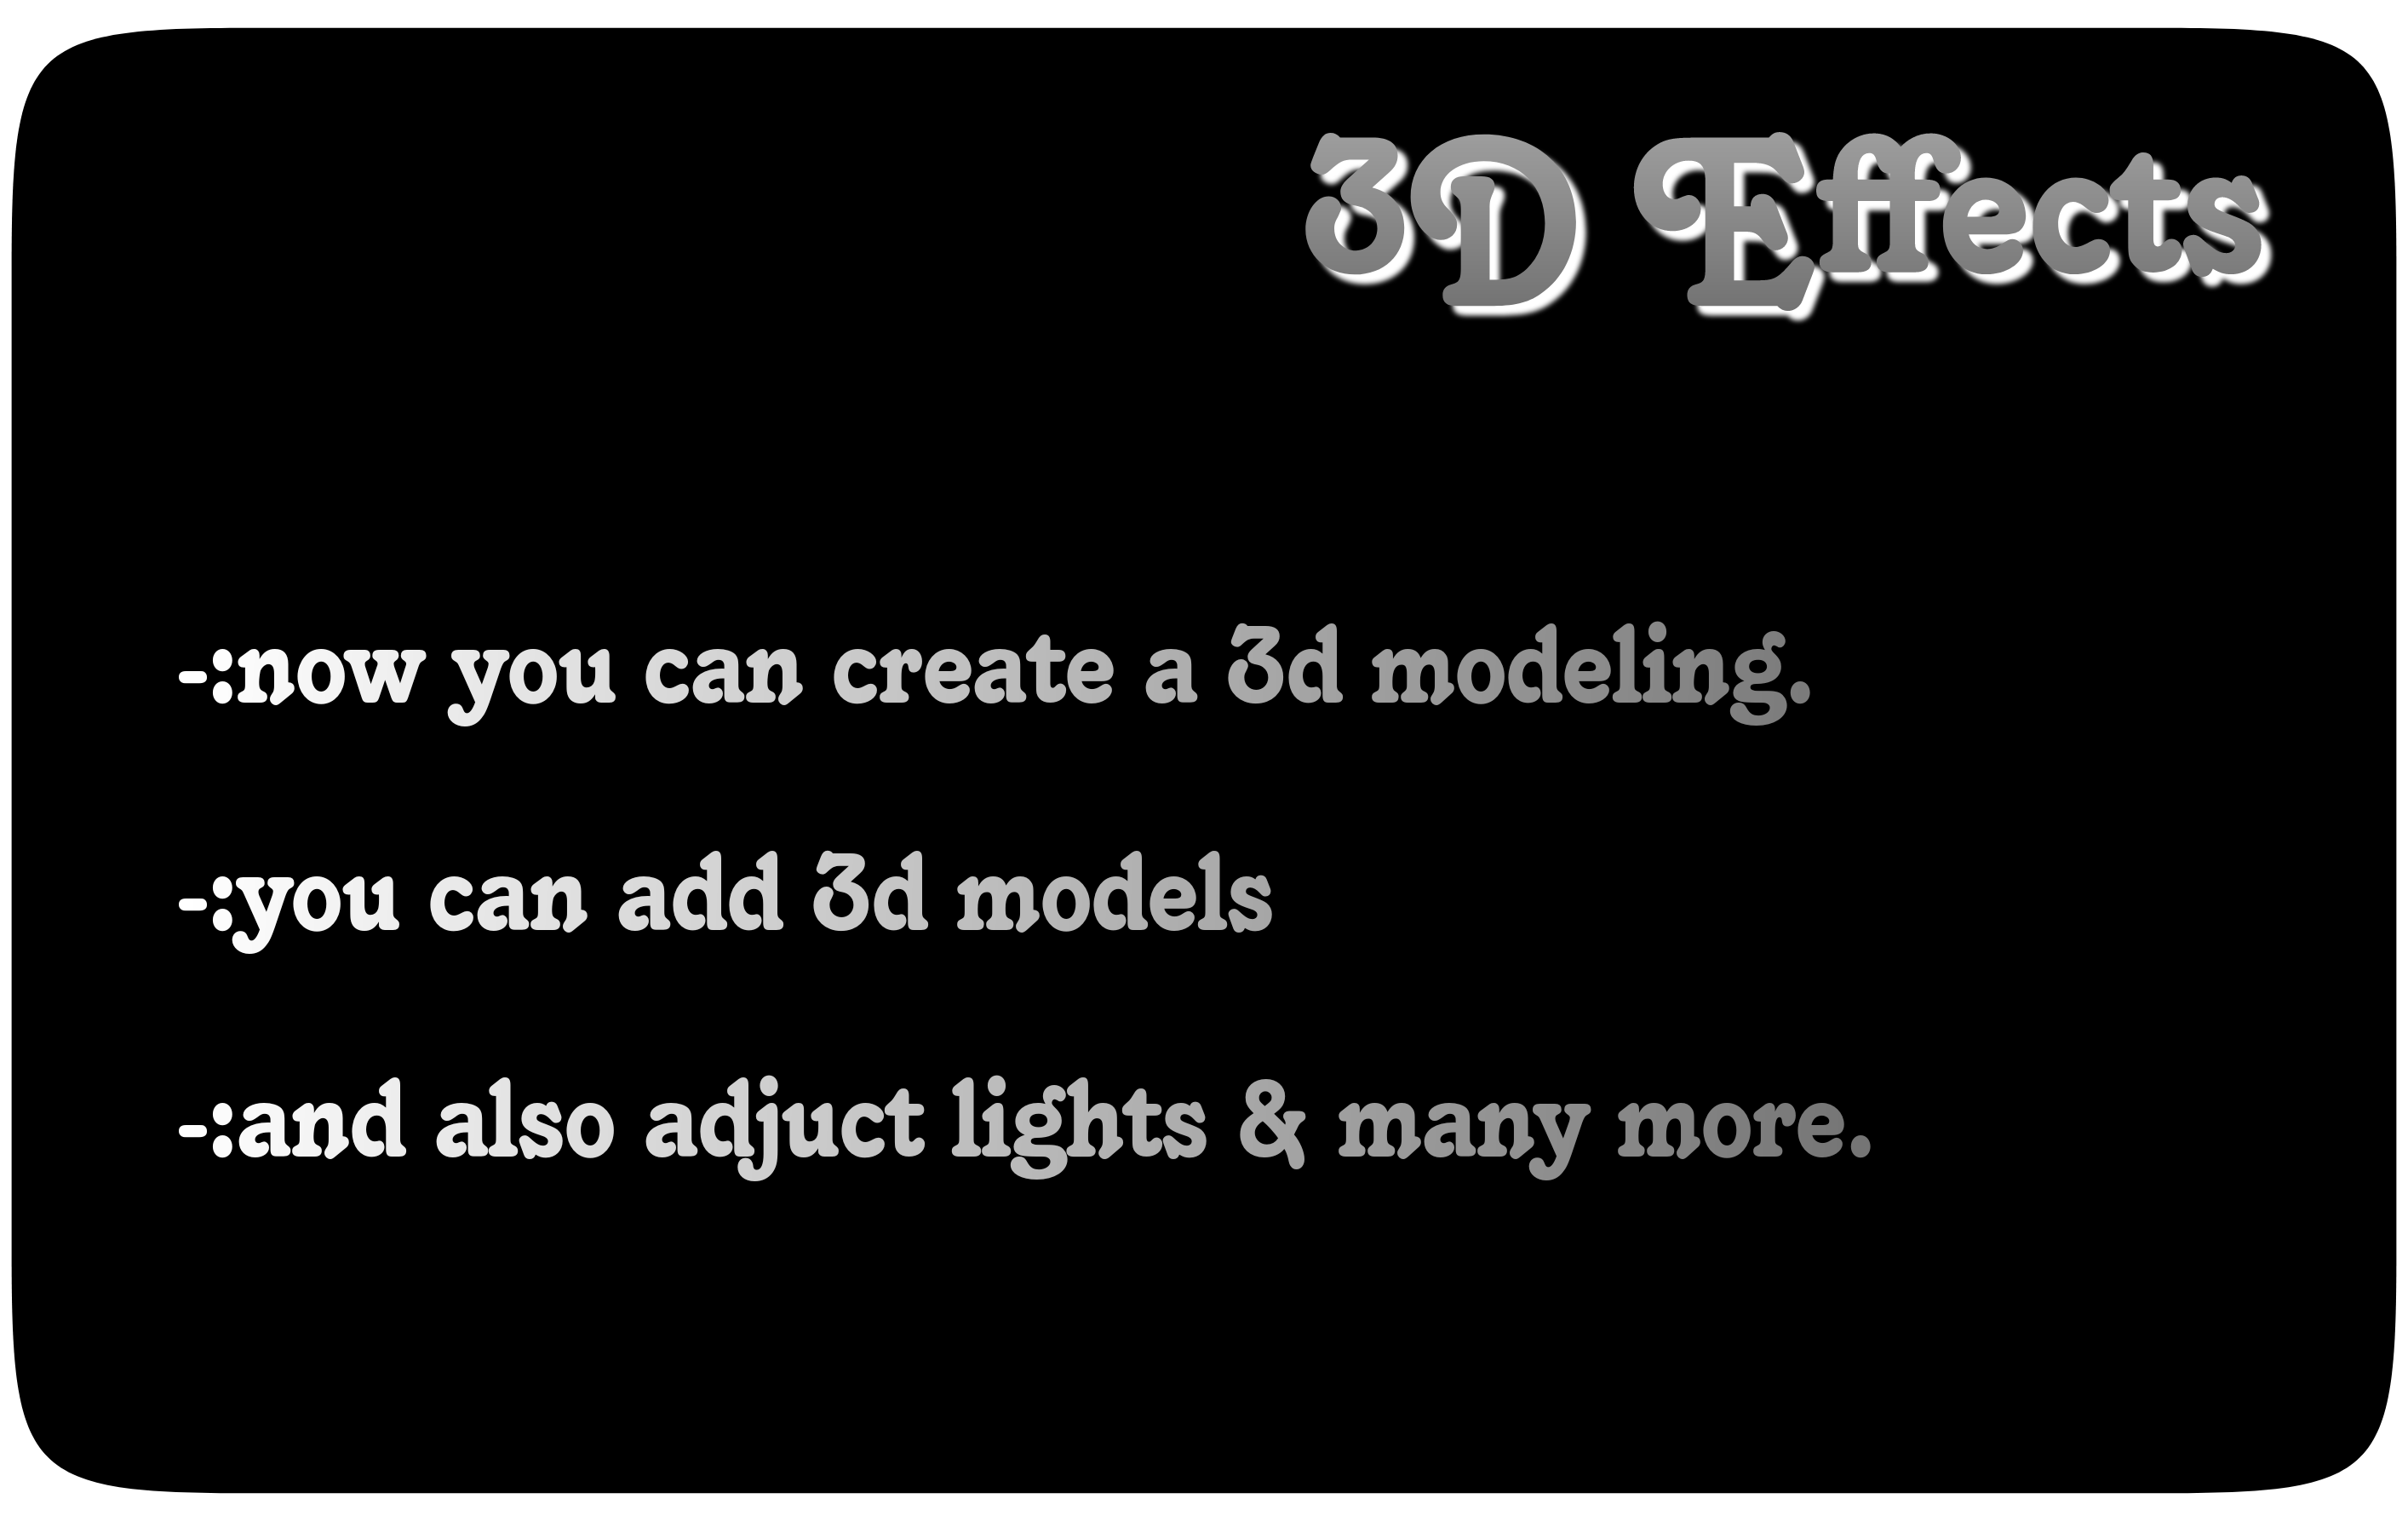 3D Effects
-:now you can create a 3d modeling.
-:you can add 3d models
-:and also adjuct lights & many more.